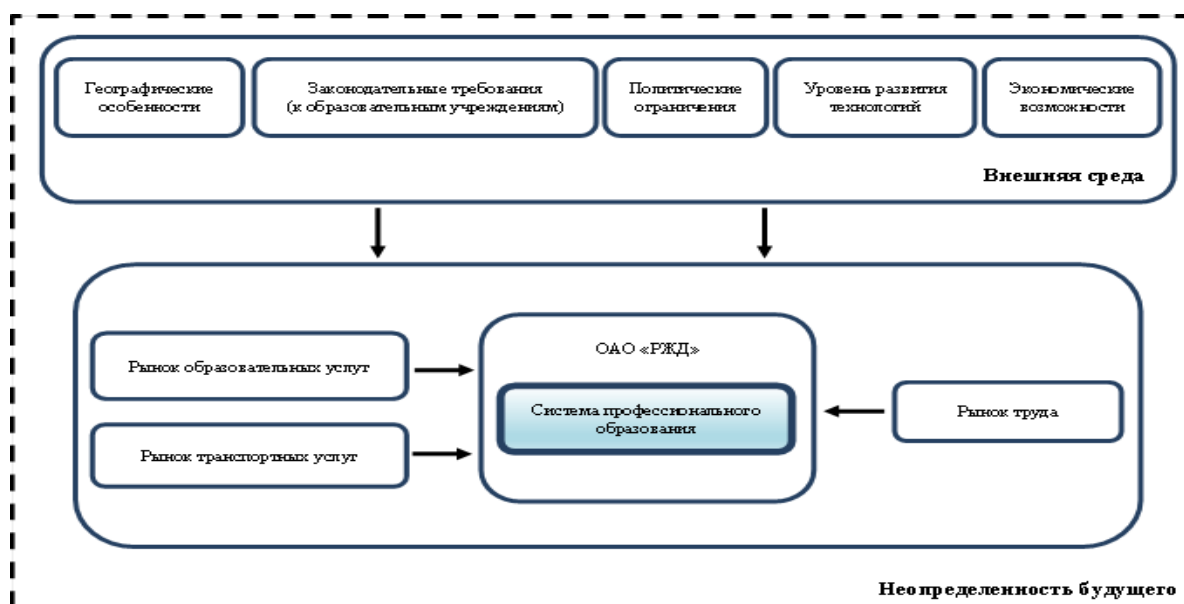 Географические
особенности
Законодательные требования
(к образовательным учреждениям)
Политические
ограничения
Уровень развития
технологий
Экономические
возможности
Внешняя среда
Рынок образовательных услуг
Рынок транспортных услуг
ОАО «РЖД»
Система профессионального
образования
Рынок труда
Неопределенность будущего